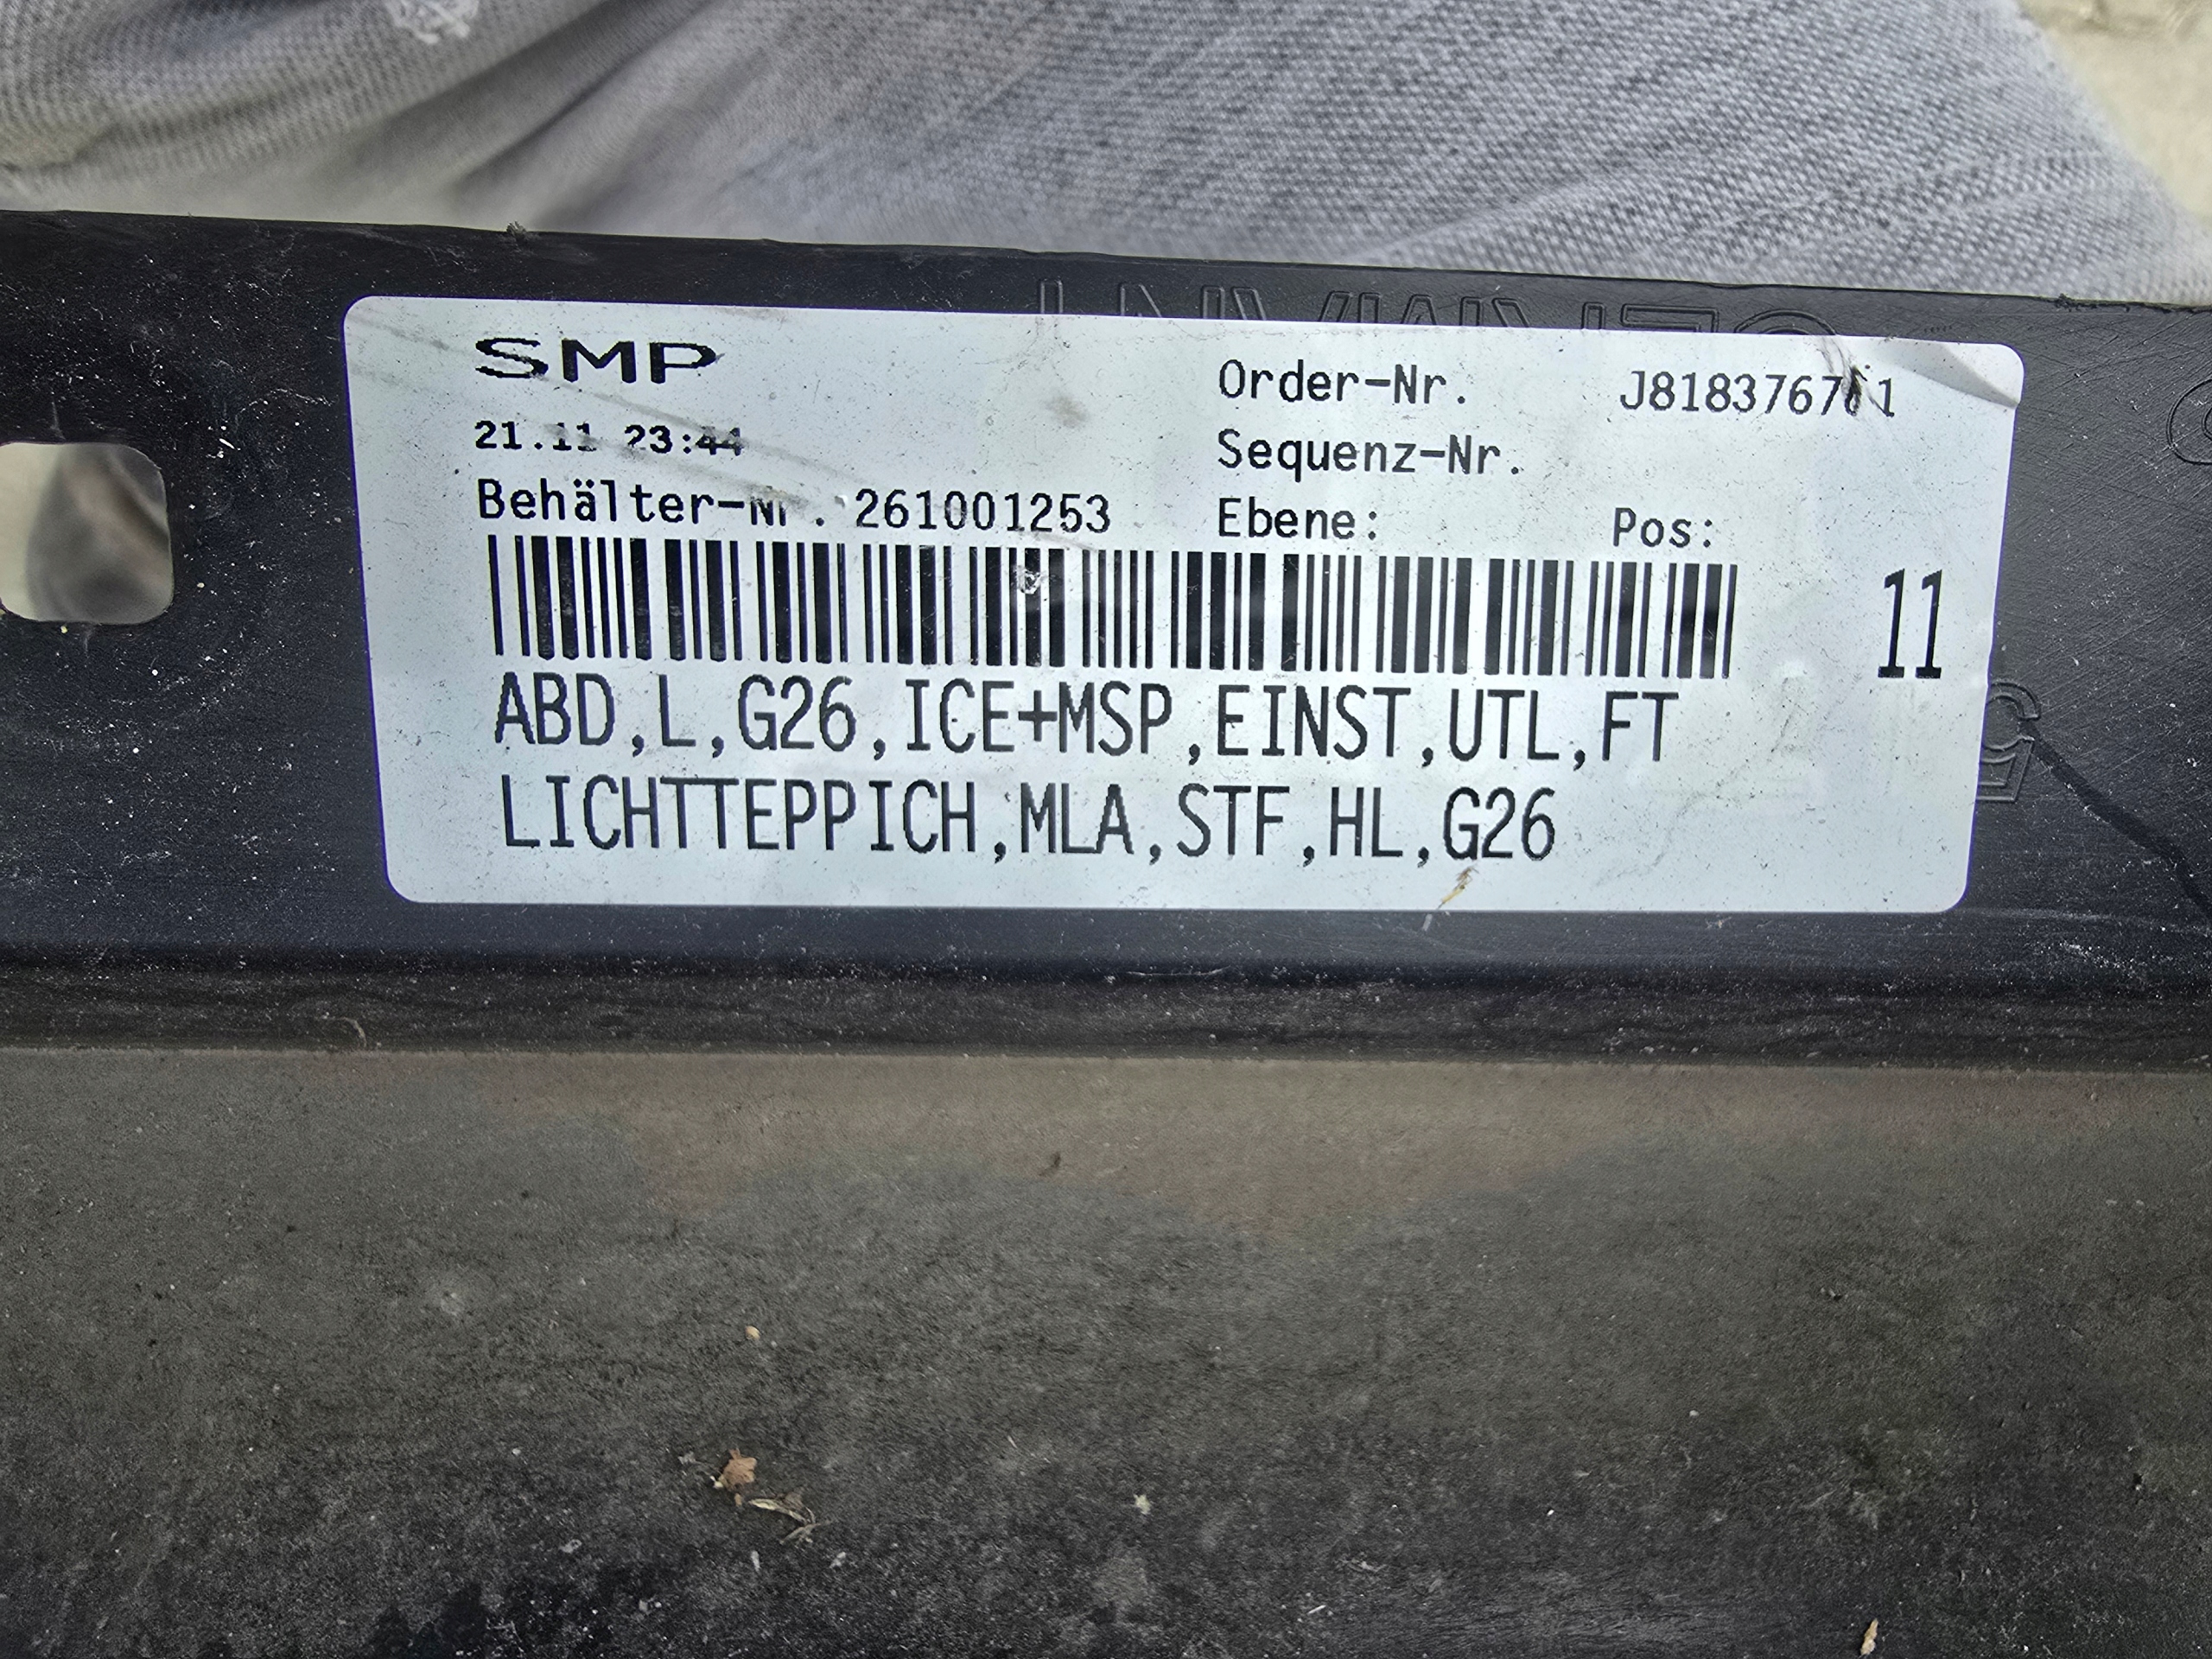 SMP
Order-Nr.
21.11 23:44
Sequenz-Nr.
Behälter-Nr. 261001253
Ebene: Pos:
11
ABD,L,G26,ICE+MSP,EINST,UTL,FT
LICHTTEPPICH,MLA,STF,HL,G26